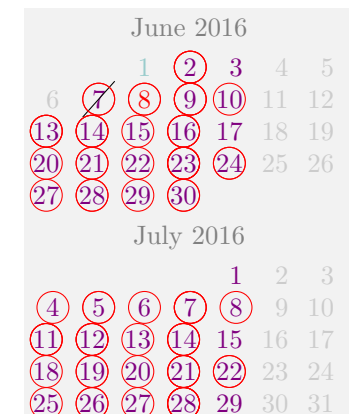 June 2016
1 2 3 4 5
6 7 8 9 10 11 12
13 14 15 16 17 18 19
20 21 22 23 24 25 26
27 28 29 30
July 2016
1 2 3
4 5 6 7 8 9 10
11 12 13 14 15 16 17
18 19 20 21 22 23 24
25 26 27 28 29 30 31